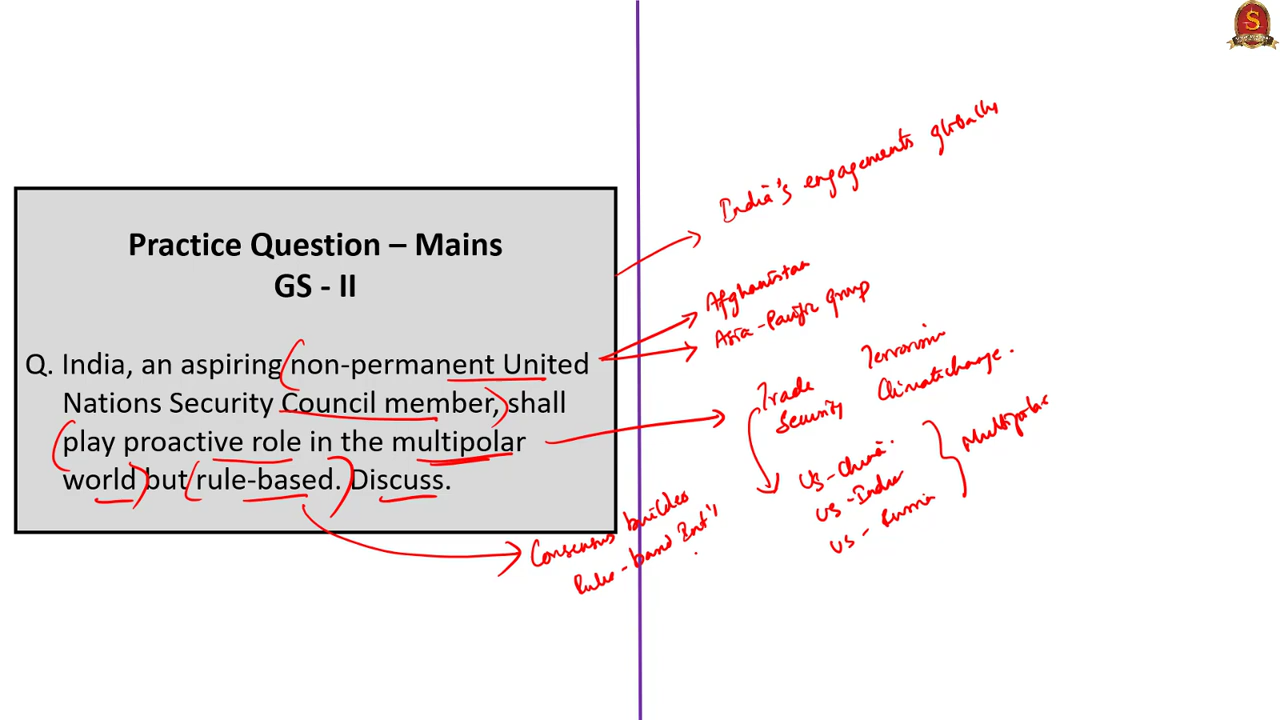 Practice Question – Mains
GS - II
Q. India, an aspiring non-permanent United
Nations Security Council member, shall
play proactive role in the multipolar
world but rule-based. Discuss.
India's engagements globally
Afghanistan
Asia-Pacific group
Trade
Security
Terrorism
Climatichange.
US-China
US-India
US - Russia
Multipolar
Consensus builder
Rule-based Int'l
S